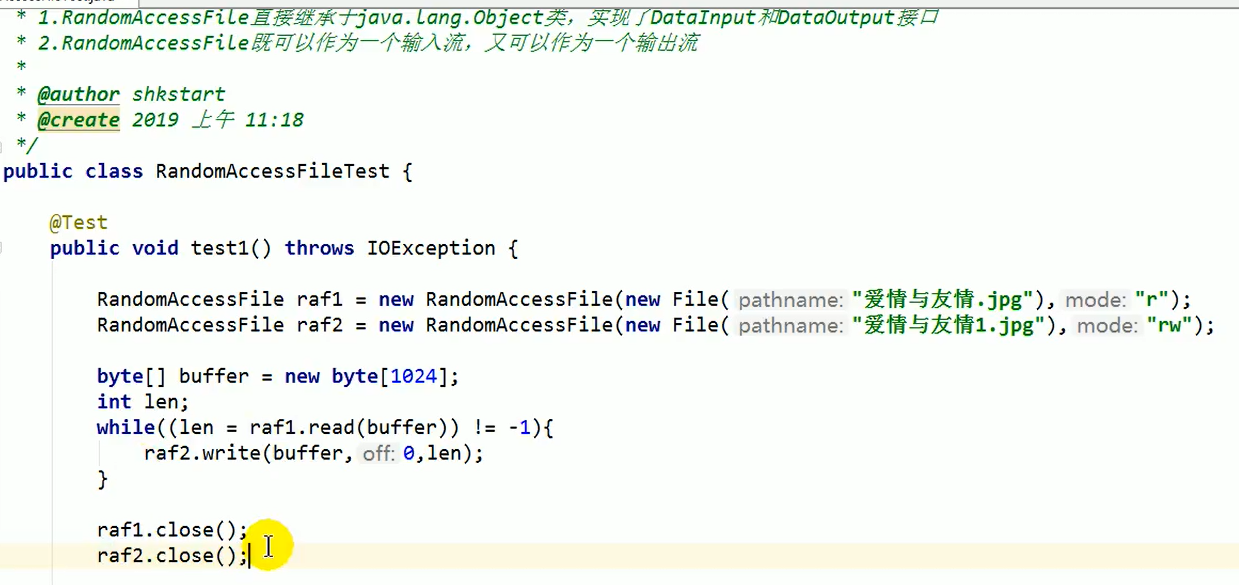 * 1.RandomAccessFile直接继承于java.lang.Object类，实现了DataInput和DataOutput接口
* 2.RandomAccessFile既可以作为一个输入流，又可以作为一个输出流
*
* @author shkstart
* @create 2019 上午 11:18
*/
public class RandomAccessFileTest {
@Test
public void test1() throws IOException {
RandomAccessFile raf1 = new RandomAccessFile(new File( pathname: "爱情与友情.jpg"), mode: "r");
RandomAccessFile raf2 = new RandomAccessFile(new File( pathname: "爱情与友情1.jpg"), mode: "rw");
byte[] buffer = new byte[1024];
int len;
while((len = raf1.read(buffer)) != -1){
raf2.write(buffer, off: 0,len);
}
raf1.close();
raf2.close();